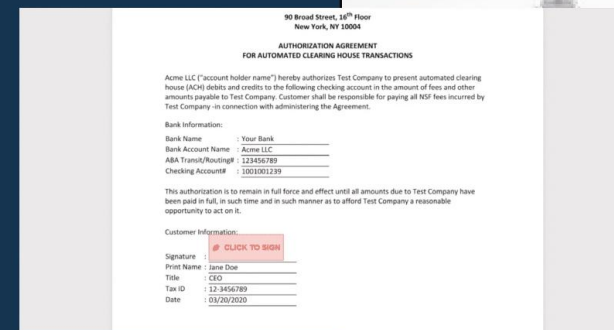 90 Broad Street, 16th Floor
New York, NY 10004
AUTHORIZATION AGREEMENT
FOR AUTOMATED CLEARING HOUSE TRANSACTIONS
Acme LLC ("account holder name") hereby authorizes Test Company to present automated clearing
house (ACH) debits and credits to the following checking account in the amount of fees and other
amounts payable to Test Company. Customer shall be responsible for paying all NSF fees incurred by
Test Company -in connection with administering the Agreement.
Bank Information:
Bank Name : Your Bank
Bank Account Name : Acme LLC
ABA Transit/Routing# : 123456789
Checking Account# : 1001001239
This authorization is to remain in full force and effect until all amounts due to Test Company have
been paid in full, in such time and in such manner as to afford Test Company a reasonable
opportunity to act on it.
Customer Information:
CLICK TO SIGN
Signature :
Print Name : Jane Doe
Title : CEO
Tax ID : 12-3456789
Date : 03/20/2020